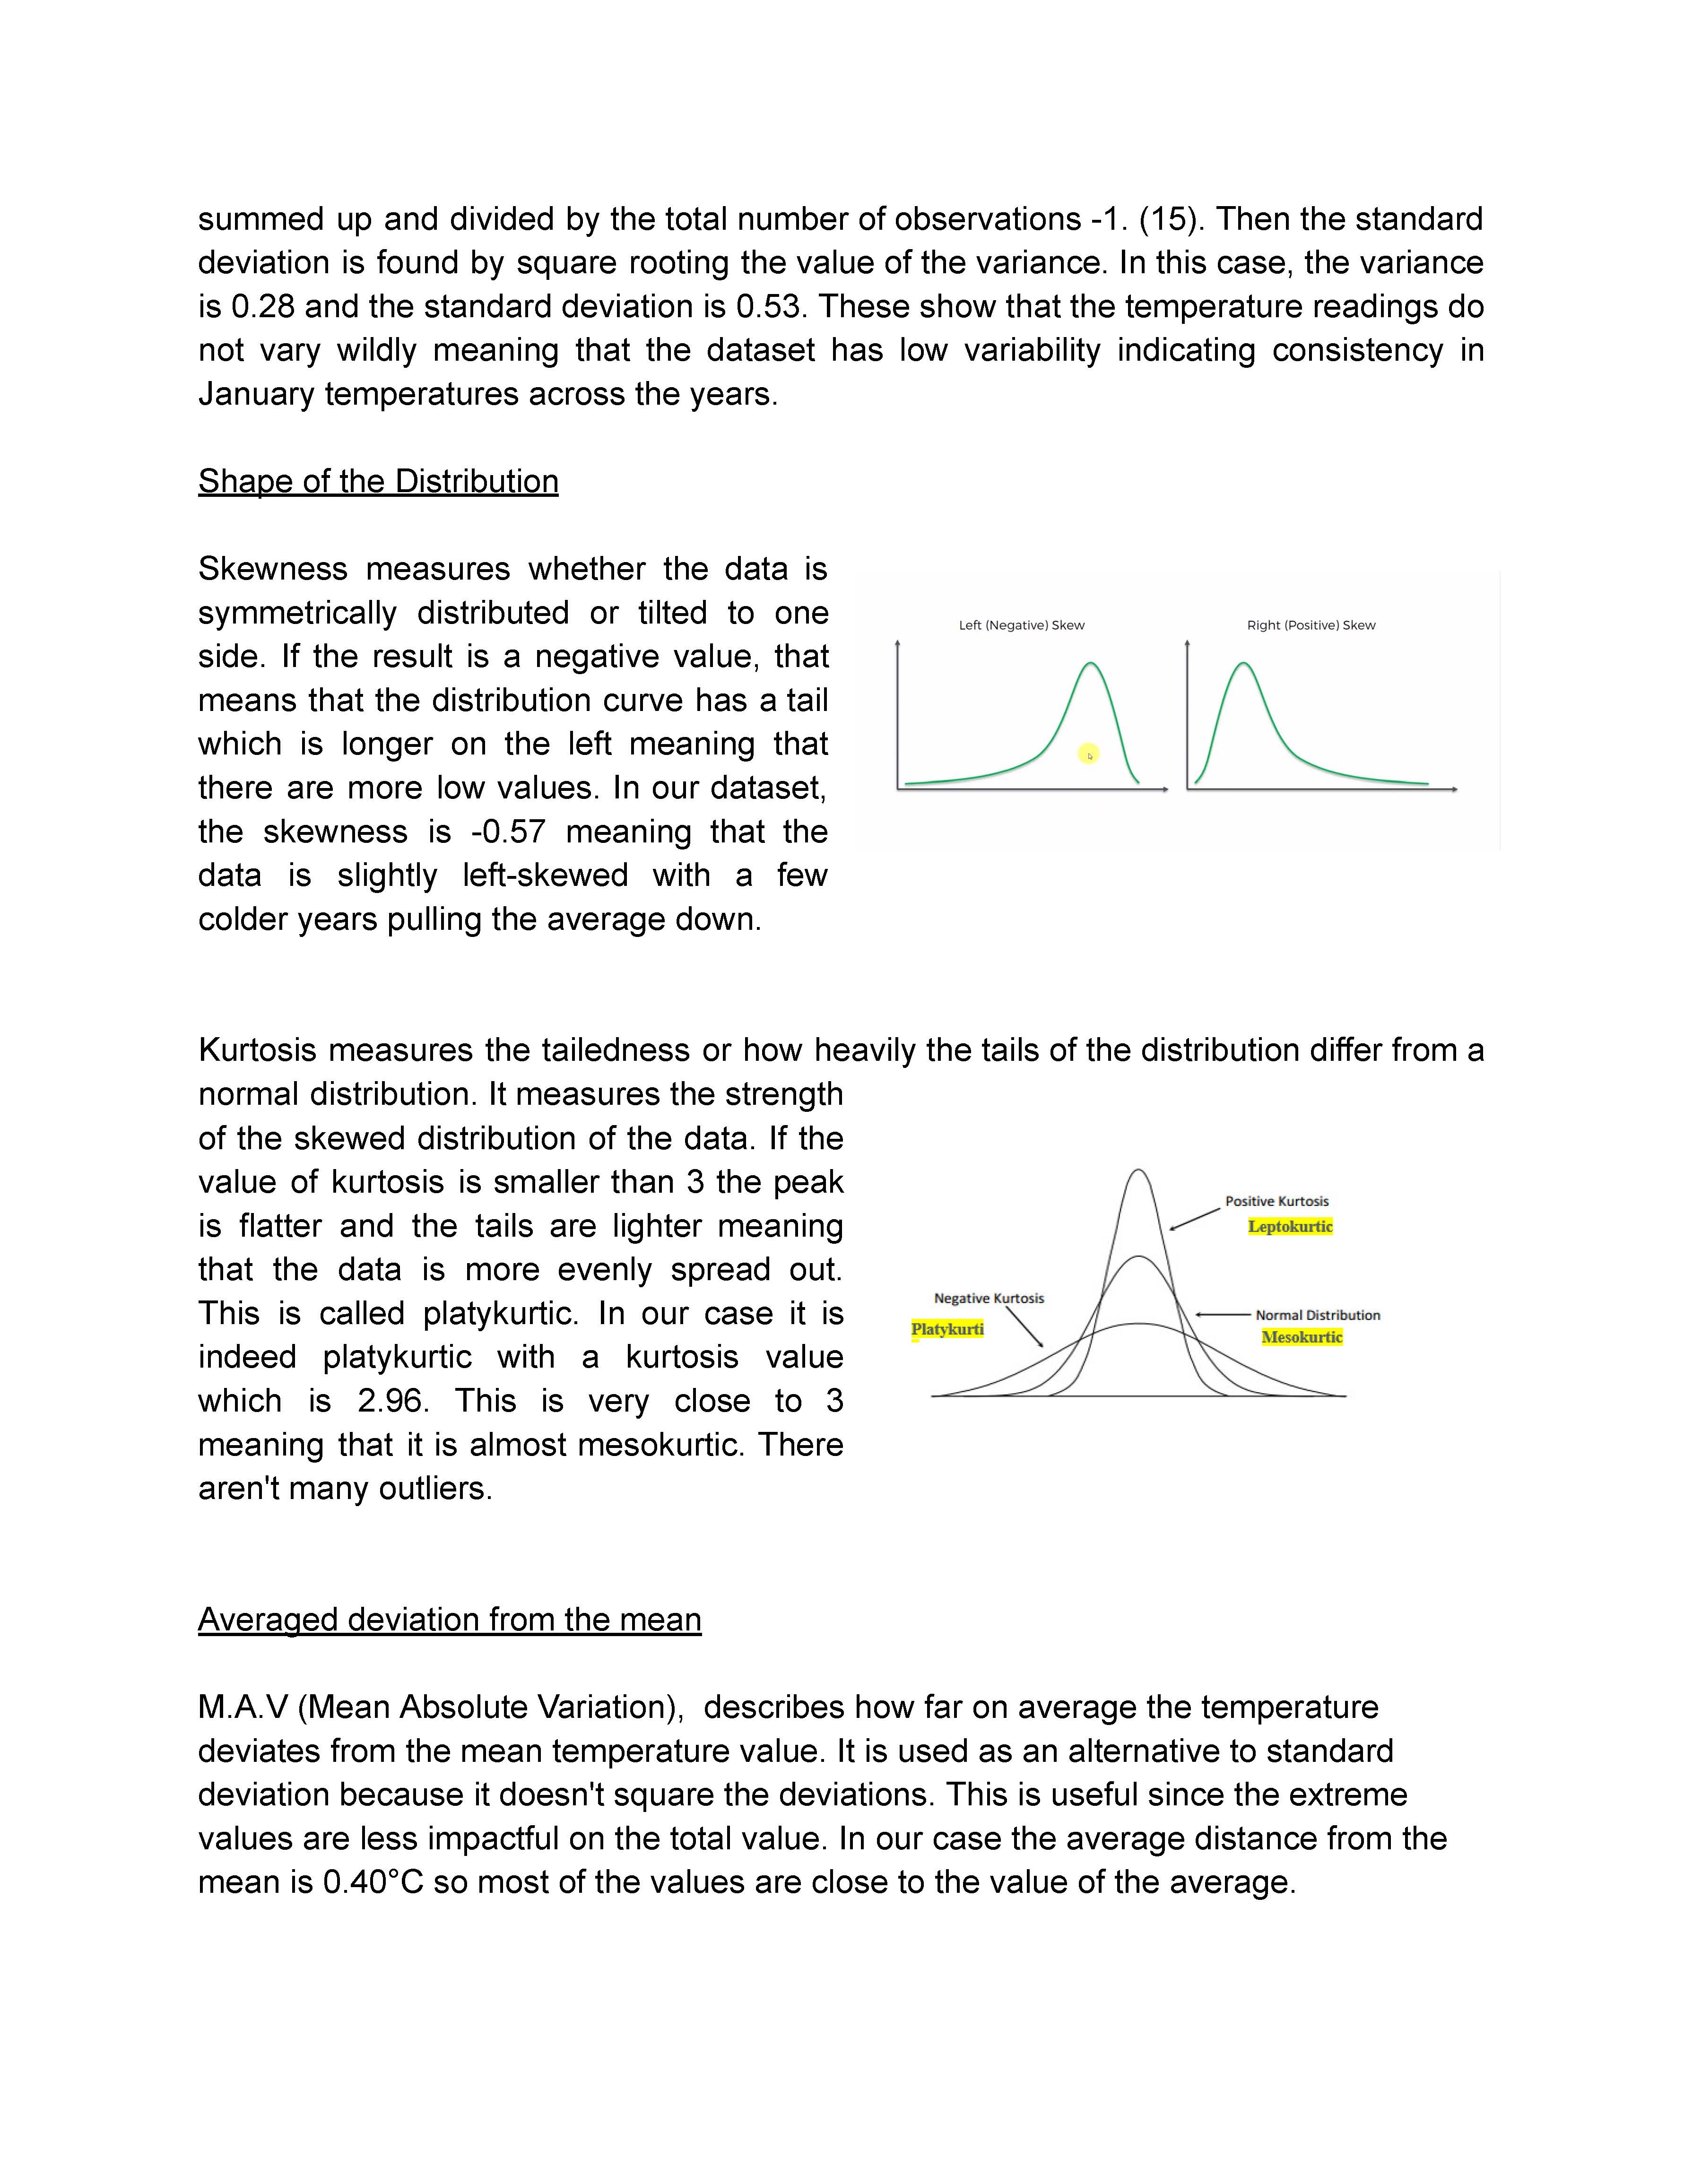 summed up and divided by the total number of observations -1. (15). Then the standard
deviation is found by square rooting the value of the variance. In this case, the variance
is 0.28 and the standard deviation is 0.53. These show that the temperature readings do
not vary wildly meaning that the dataset has low variability indicating consistency in
January temperatures across the years.
Shape of the Distribution
Skewness measures whether the data is
symmetrically distributed or tilted to one
side. If the result is a negative value, that
means that the distribution curve has a tail
which is longer on the left meaning that
there are more low values. In our dataset,
the skewness is -0.57 meaning that the
data is slightly left-skewed with a few
colder years pulling the average down.
Left (Negative) Skew
Right (Positive) Skew
Kurtosis measures the tailedness or how heavily the tails of the distribution differ from a
normal distribution. It measures the strength
of the skewed distribution of the data. If the
value of kurtosis is smaller than 3 the peak
is flatter and the tails are lighter meaning
that the data is more evenly spread out.
This is called platykurtic. In our case it is
indeed platykurtic with a kurtosis value
which is 2.96. This is very close to 3
meaning that it is almost mesokurtic. There
aren't many outliers.
Positive Kurtosis
Leptokurtic
Negative Kurtosis
Platykurti
Normal Distribution
Mesokurtic
Averaged deviation from the mean
M.A.V (Mean Absolute Variation),  describes how far on average the temperature
deviates from the mean temperature value. It is used as an alternative to standard
deviation because it doesn't square the deviations. This is useful since the extreme
values are less impactful on the total value. In our case the average distance from the
mean is 0.40°C so most of the values are close to the value of the average.